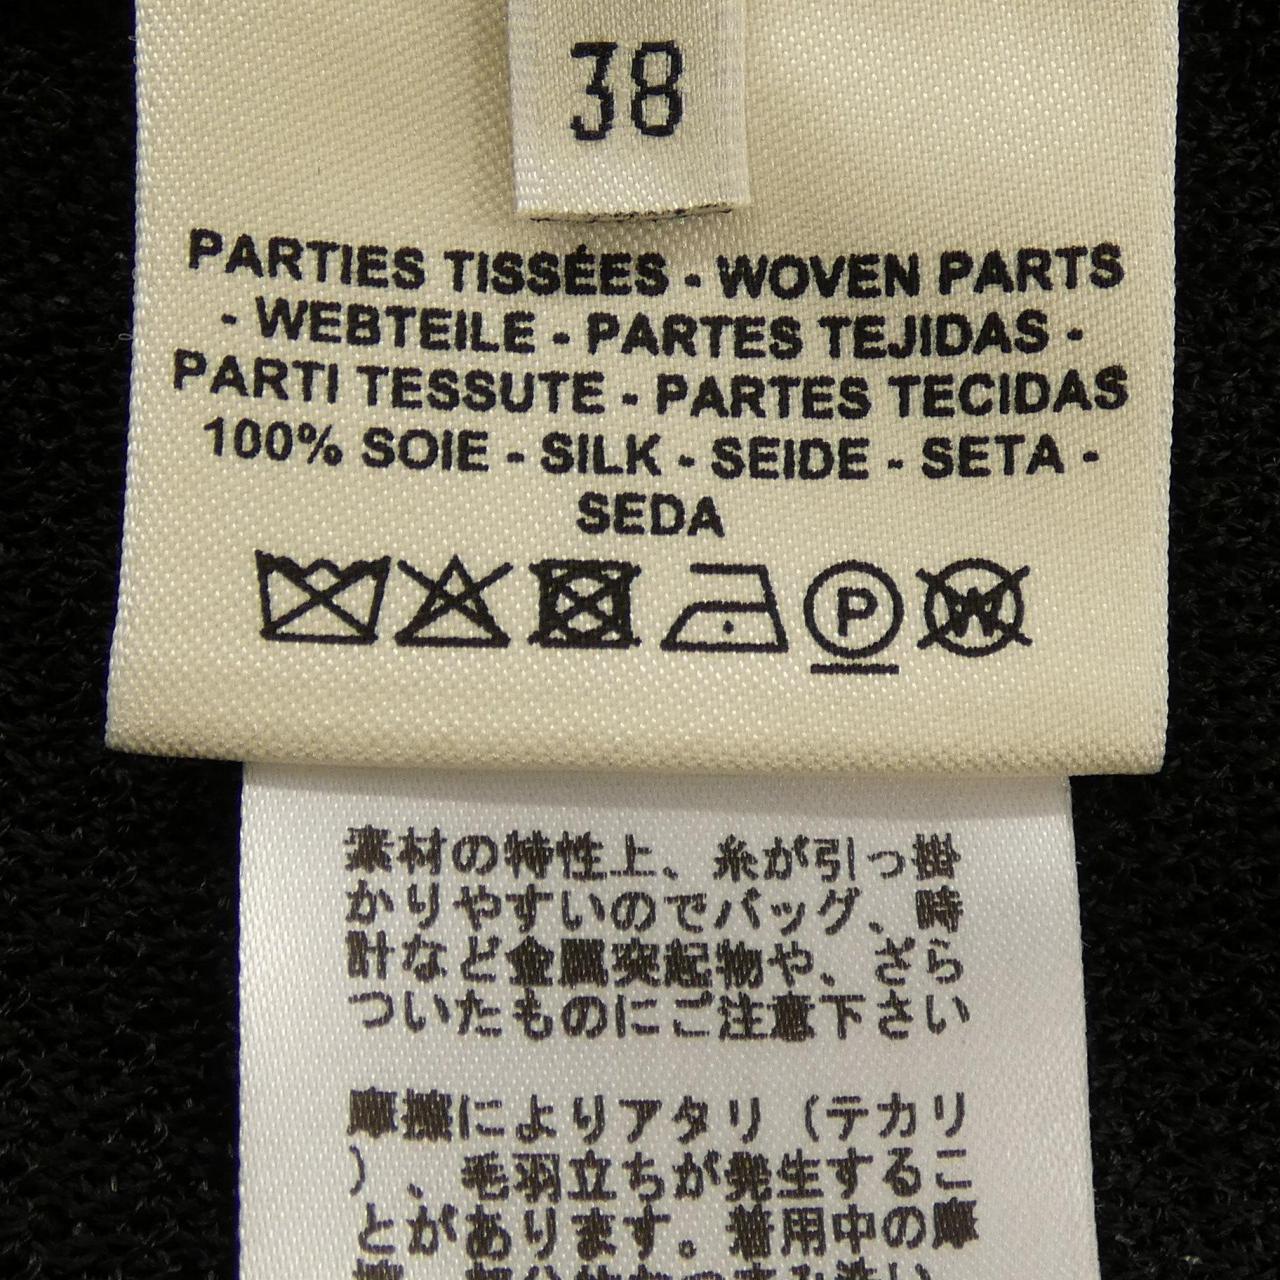 38
PARTIES TISSÉES - WOVEN PARTS
- WEBTEILE - PARTES TEJIDAS -
PARTI TESSUTE - PARTES TECIDAS
100% SOIE - SILK - SEIDE - SETA -
SEDA
P W
素材の特性上、糸が引っ掛
かりやすいのでバッグ、時
計など金属突起物や、ざら
ついたものにご注意下さい
摩擦によりアタリ（テカリ
）、毛羽立ちが発生するこ
とがあります。着用中の摩